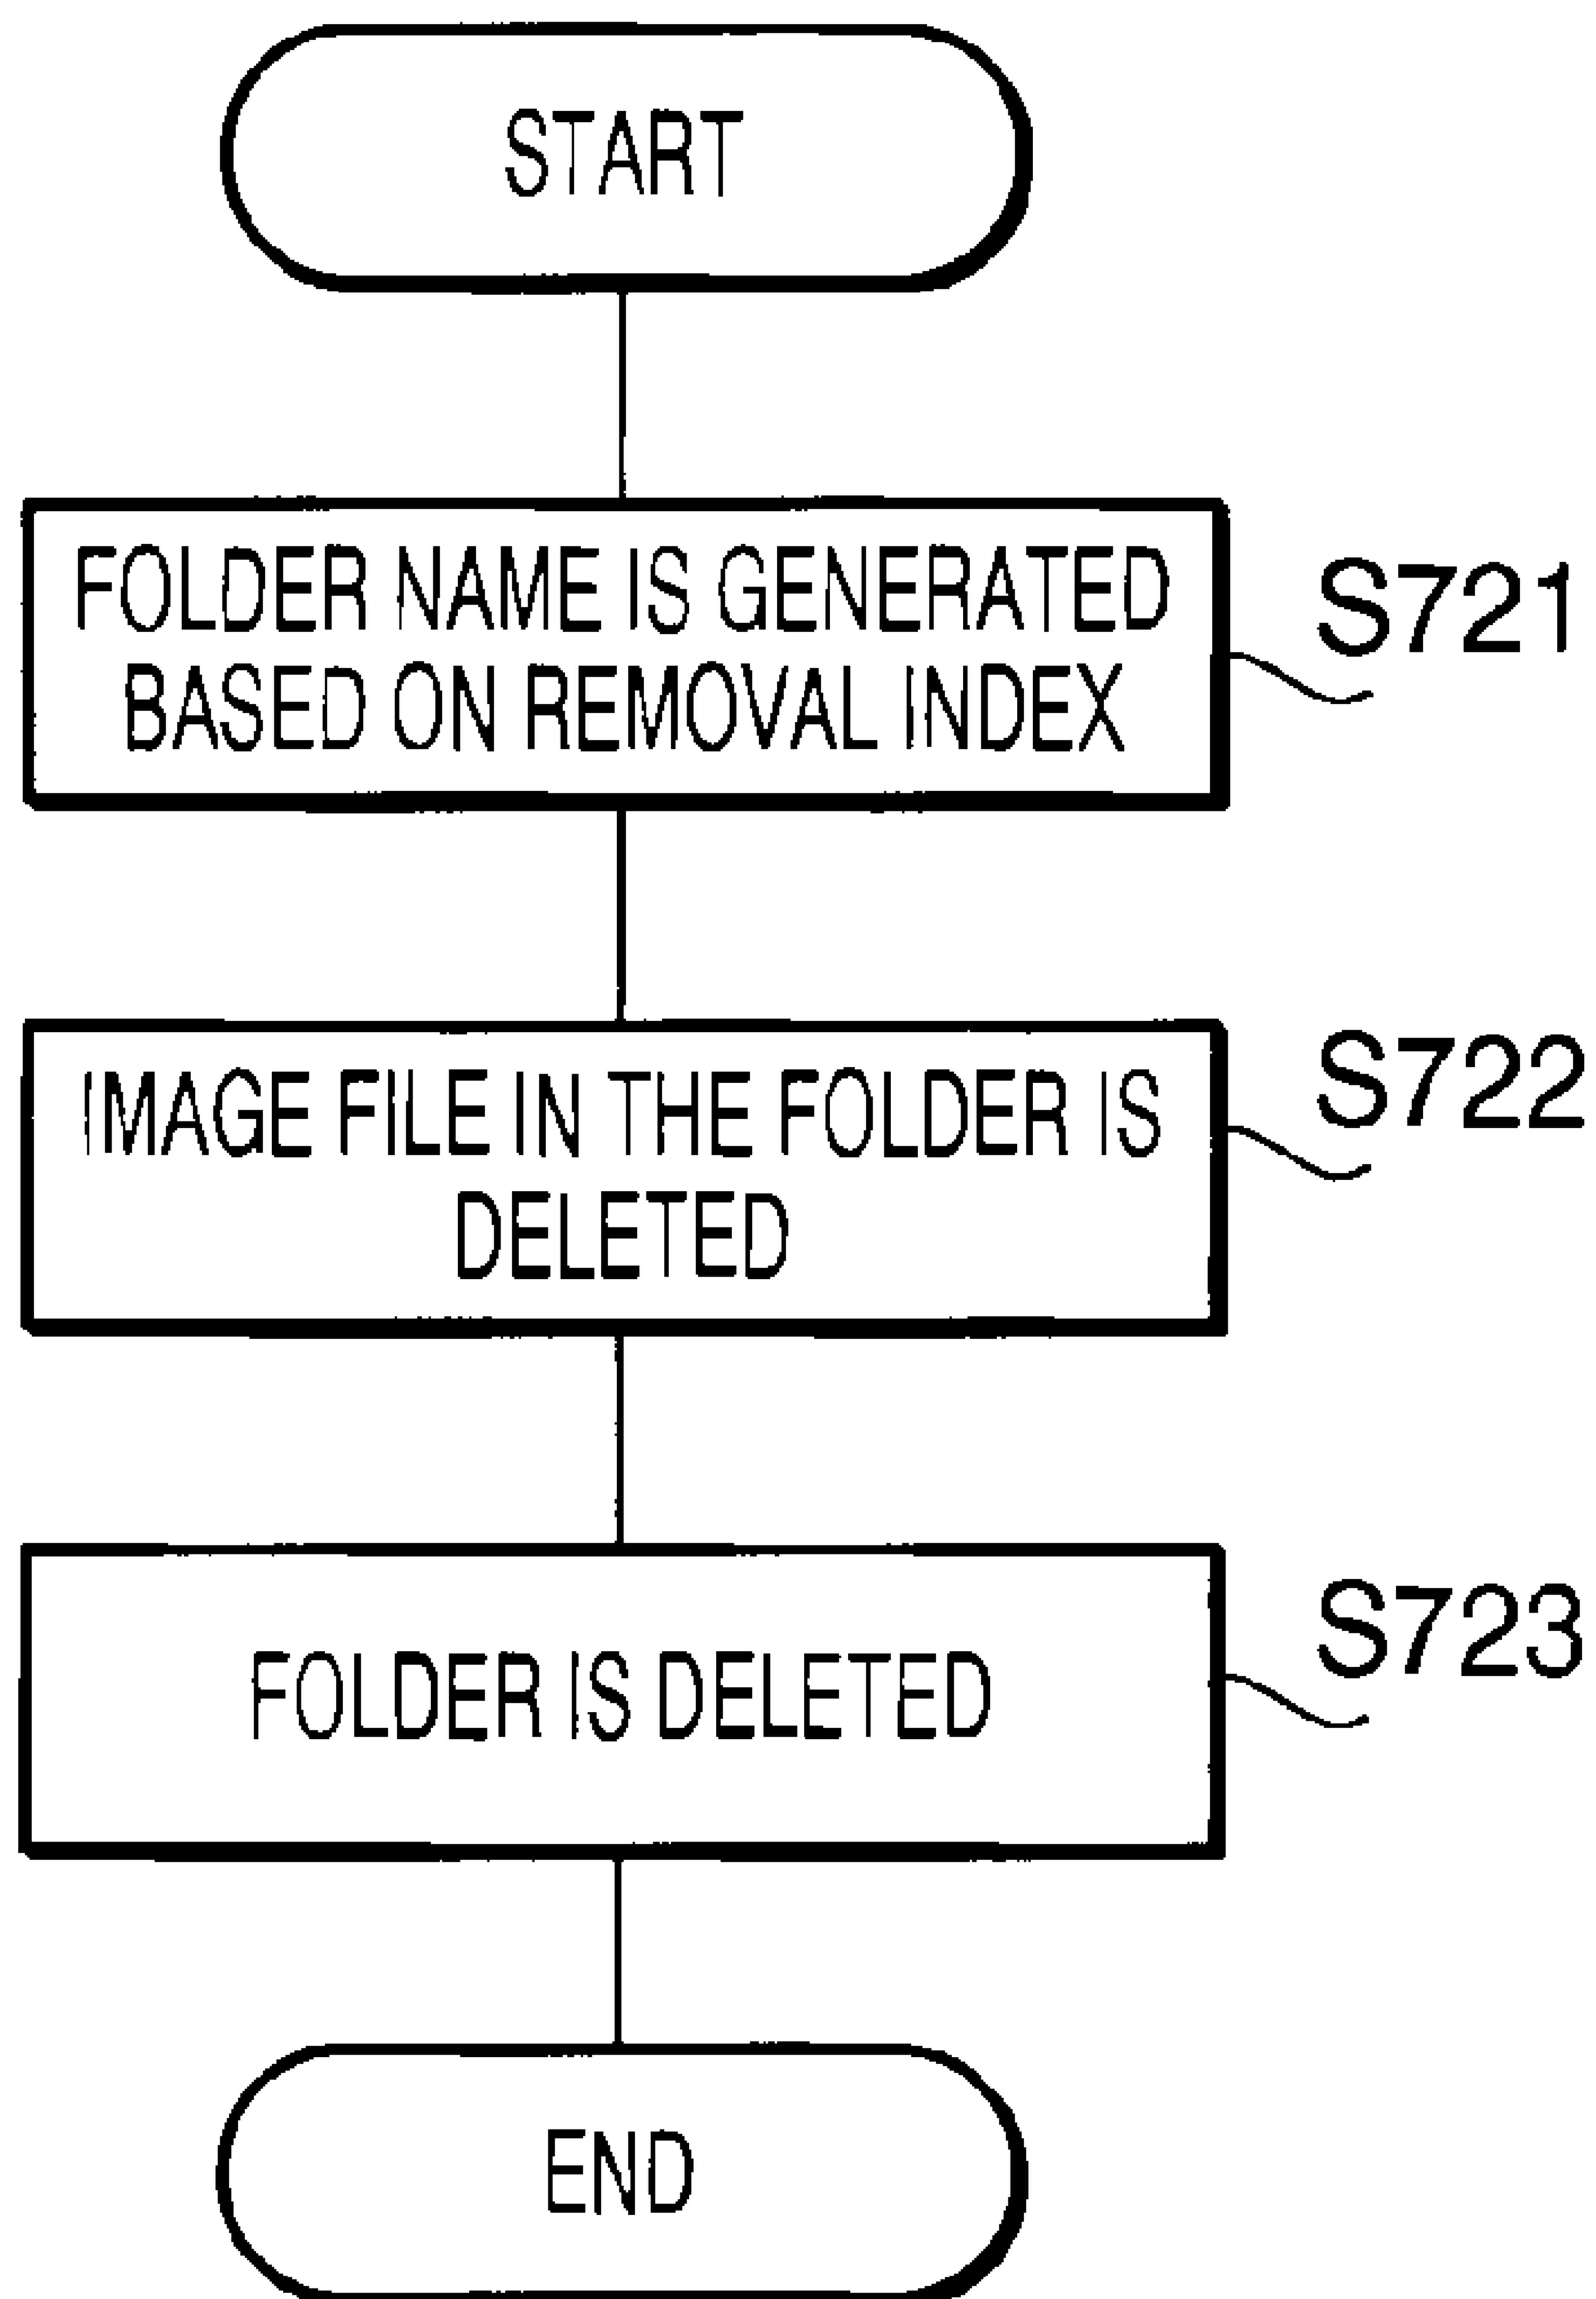 START
FOLDER NAME IS GENERATED
BASED ON REMOVAL INDEX
S721
IMAGE FILE IN THE FOLDER IS
DELETED
S722
FOLDER IS DELETED
S723
END